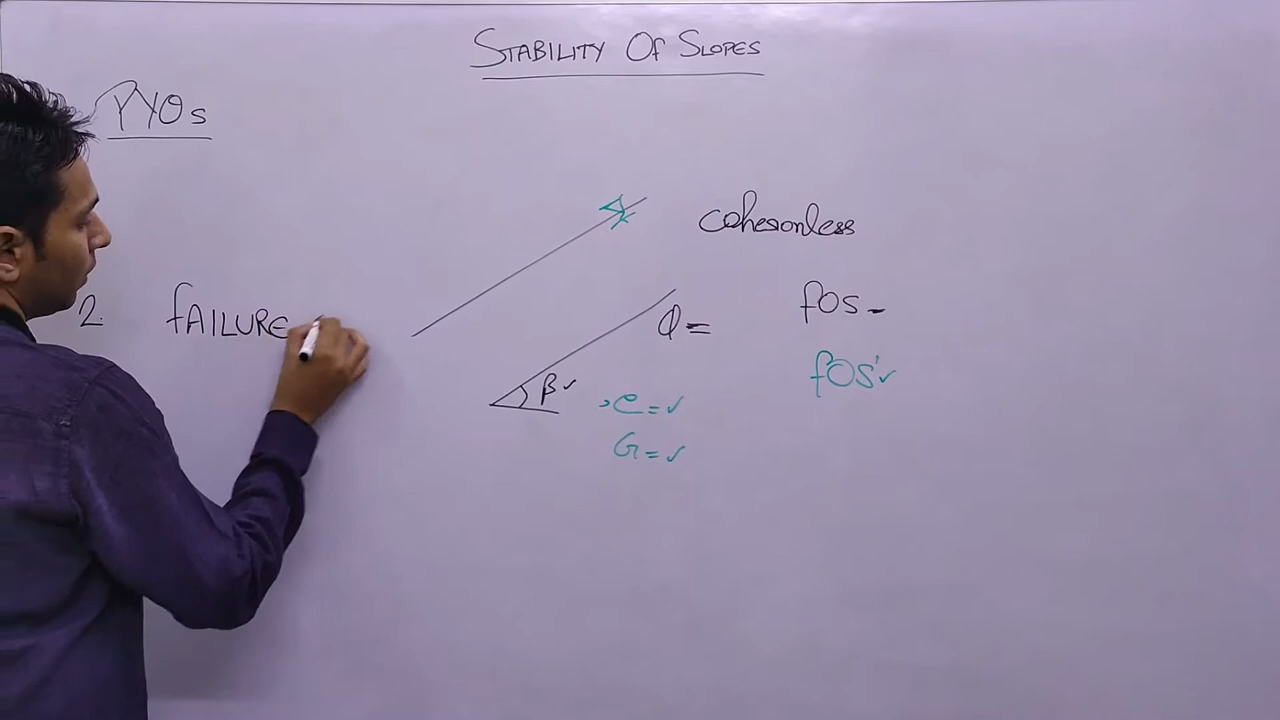 STABILITY OF SLOPES
PYQs
cohesionless
2. FAILURE
fOS =
φ =
fOS' ✓
β ✓
e = ✓
G = ✓